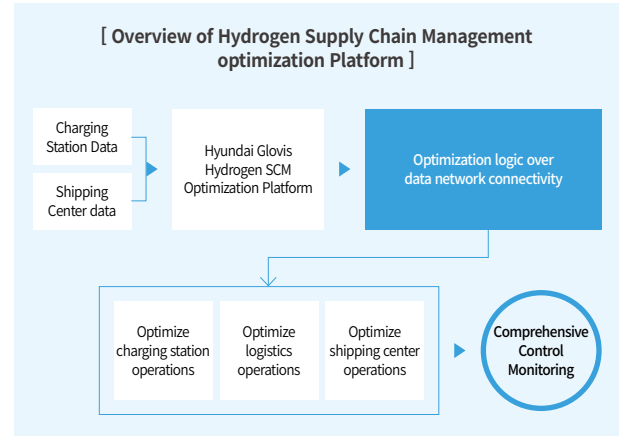 [ Overview of Hydrogen Supply Chain Management
optimization Platform ]
Charging
Station Data
Shipping
Center data
Hyundai Glovis
Hydrogen SCM
Optimization Platform
Optimization logic over
data network connectivity
Optimize
charging station
operations
Optimize
logistics
operations
Optimize
shipping center
operations
Comprehensive
Control
Monitoring